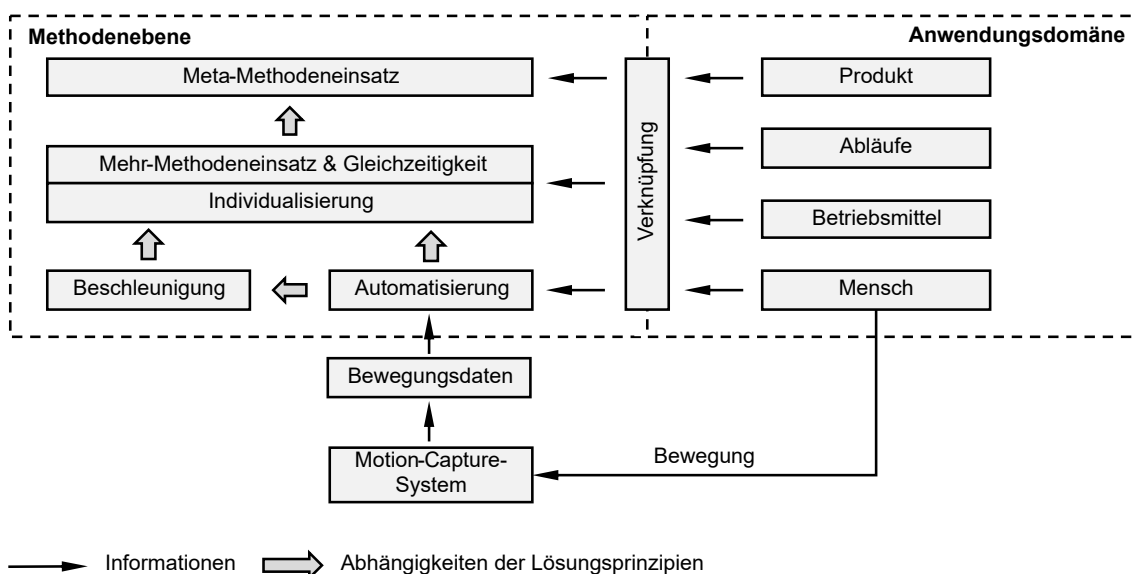 Methodenebene
Anwendungsdomäne
Meta-Methodeneinsatz
Produkt
Verknüpfung
Abläufe
Mehr-Methodeneinsatz & Gleichzeitigkeit
Individualisierung
Betriebsmittel
Beschleunigung
Automatisierung
Mensch
Bewegungsdaten
Motion-Capture-
System
Bewegung
Informationen
Abhängigkeiten der Lösungsprinzipien